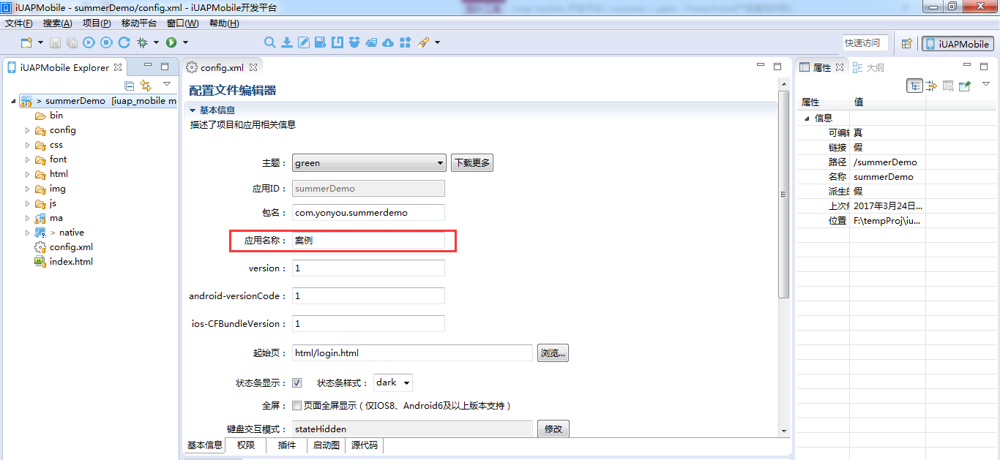 iUAPMobile - summerDemo/config.xml - iUAPMobile开发平台
文件(F) 搜索(A) 项目(P) 移动平台 窗口(W) 帮助(H)
快速访问 iUAPMobile
iUAPMobile Explorer
> summerDemo [iuap_mobile m
bin
config
css
font
html
img
js
ma
> native
config.xml
index.html
config.xml
配置文件编辑器
基本信息
描述了项目和应用相关信息
主题： green 下载更多
应用ID： summerDemo
包名： com.yonyou.summerdemo
应用名称： 案例
version： 1
android-versionCode： 1
ios-CFBundleVersion： 1
起始页： html/login.html 浏览...
状态条显示： 状态条样式： dark
全屏： 页面全屏显示（仅IOS8、Android6及以上版本支持）
键盘交互模式： stateHidden 修改
基本信息 权限 插件 启动图 源代码
属性 大纲
属性 值
信息
可编辑 真
链接 假
路径 /summerDemo
名称 summerDemo
派生的 假
上次修 2017年3月24日...
位置 F:\tempProj\iu...